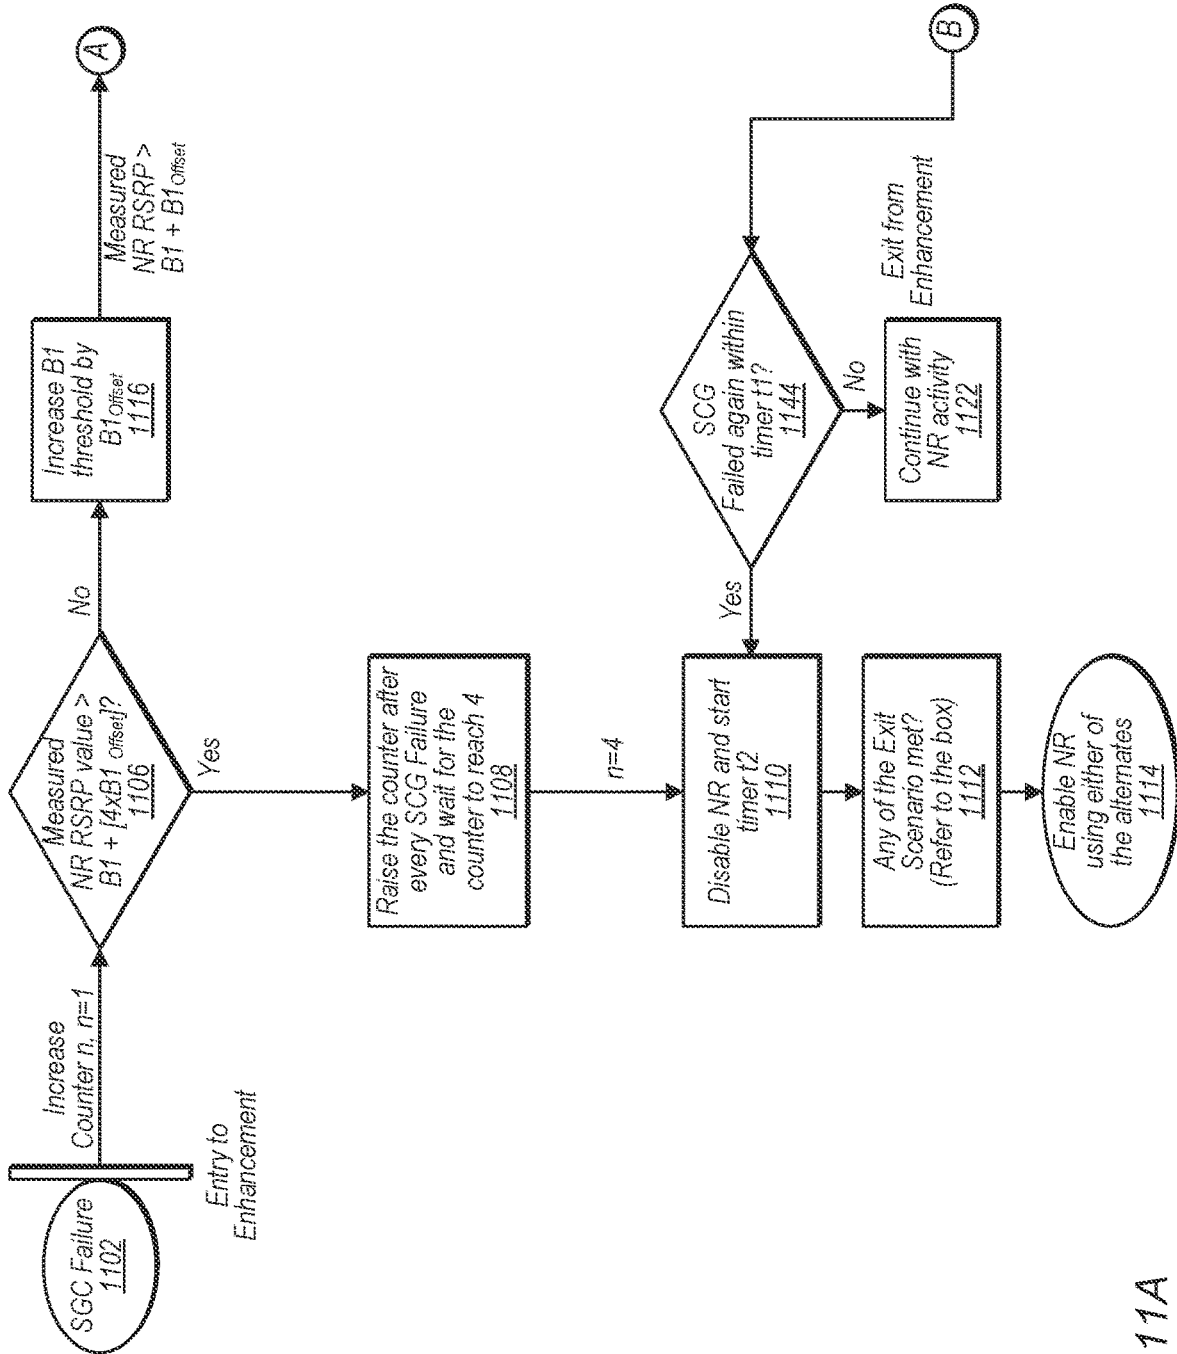 SGC Failure
1102
Entry to
Enhancement
Increase
Counter n, n=1
Measured
NR RSRP value >
B1 + [4xB1 Offset]?
1106
No
Increase B1
threshold by
B1Offset
1116
Measured
NR RSRP >
B1 + B1Offset
A
Yes
Raise the counter after
every SCG Failure
and wait for the
counter to reach 4
1108
n=4
Disable NR and start
timer t2
1110
Any of the Exit
Scenario met?
(Refer to the box)
1112
Enable NR
using either of
the alternates
1114
Yes
SCG
Failed again within
timer t1?
1144
No
Continue with
NR activity
1122
Exit from
Enhancement
B
11A